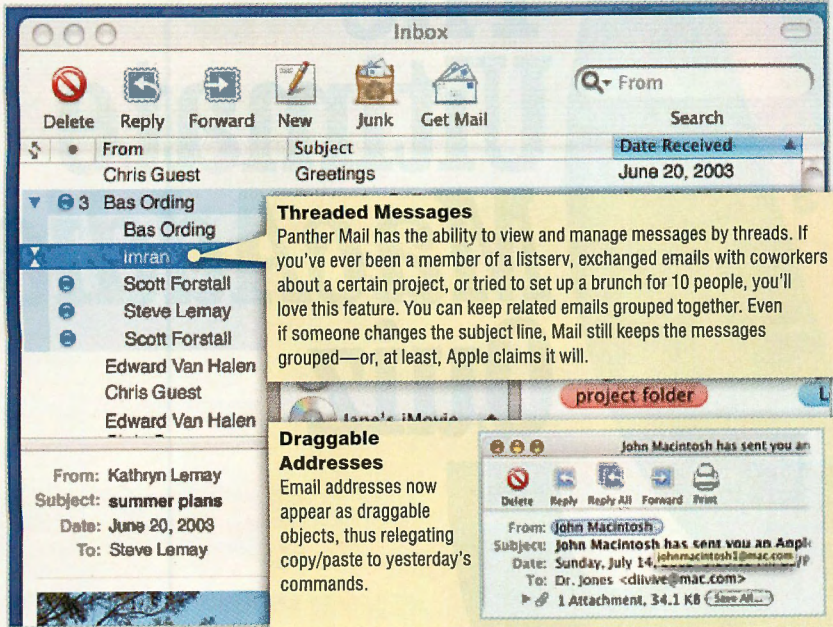 Inbox
Delete Reply Forward New Junk Get Mail
From
Search
From Subject Date Received
Chris Guest Greetings June 20, 2003
3 Bas Ording
Bas Ording
Imran
Scott Forstall
Steve Lemay
Scott Forstall
Edward Van Halen
Chris Guest
Edward Van Halen
Threaded Messages
Panther Mail has the ability to view and manage messages by threads. If
you've ever been a member of a listserv, exchanged emails with coworkers
about a certain project, or tried to set up a brunch for 10 people, you'll
love this feature. You can keep related emails grouped together. Even
if someone changes the subject line, Mail still keeps the messages
grouped—or, at least, Apple claims it will.
project folder
Jane's iMovie
From: Kathryn Lemay
Subject: summer plans
Date: June 20, 2003
To: Steve Lemay
Draggable
Addresses
Email addresses now
appear as draggable
objects, thus relegating
copy/paste to yesterday's
commands.
John Macintosh has sent you an
Delete Reply Reply All Forward Print
From: John Macintosh
Subject: John Macintosh has sent you an Appl
johnmacintosh1@mac.com
Date: Sunday, July 14,
To: Dr. Jones <diivive@mac.com>
1 Attachment, 34.1 KB Save All...